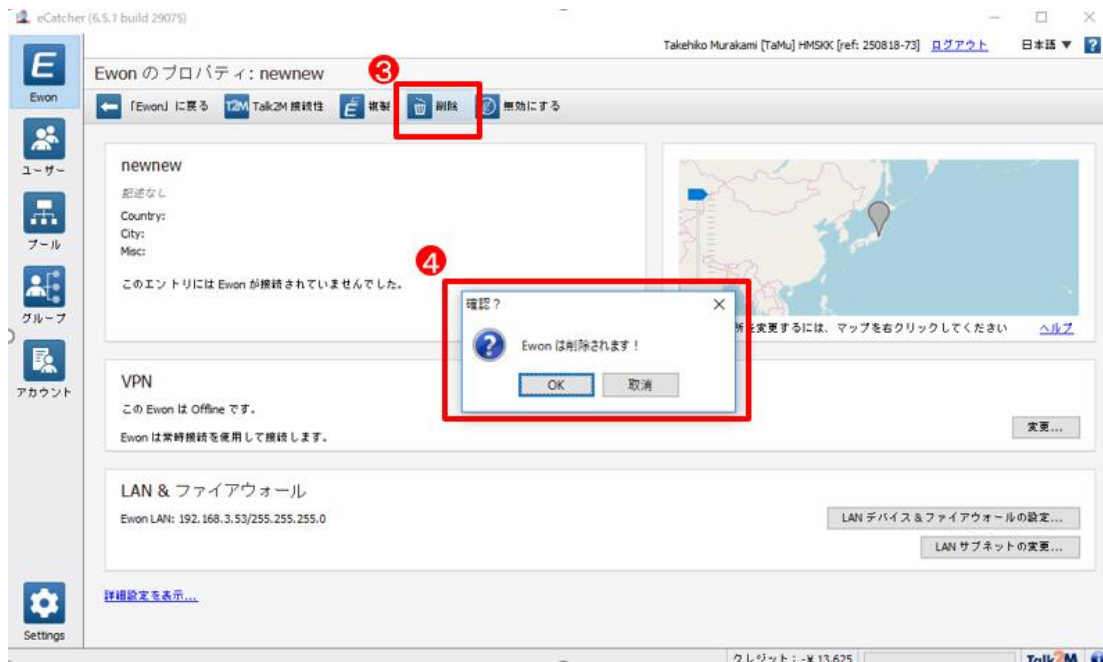 eCatcher (6.5.1 build 29075)
Takehiko Murakami [TaMu] HMSKK [ref: 250818-73] ログアウト 日本語 ▼ ?
E
Ewon
Ewon のプロパティ: newnew
3
「Ewon」に戻る T2M Talk2M 接続性 E 複製 削除 無効にする
ユーザー
プール
グループ
アカウント
Settings
newnew
記述なし
Country:
City:
Misc:
このエントリには Ewon が接続されていませんでした。
所を変更するには、マップを右クリックしてください ヘルプ
4
確認？
Ewon は削除されます！
OK 取消
VPN
この Ewon は Offline です。
Ewon は常時接続を使用して接続します。
変更...
LAN & ファイアウォール
Ewon LAN: 192.168.3.53/255.255.255.0
LAN デバイス & ファイアウォールの設定...
LAN サブネットの変更...
詳細設定を表示...
クレジット : -¥ 13,625
Talk2M